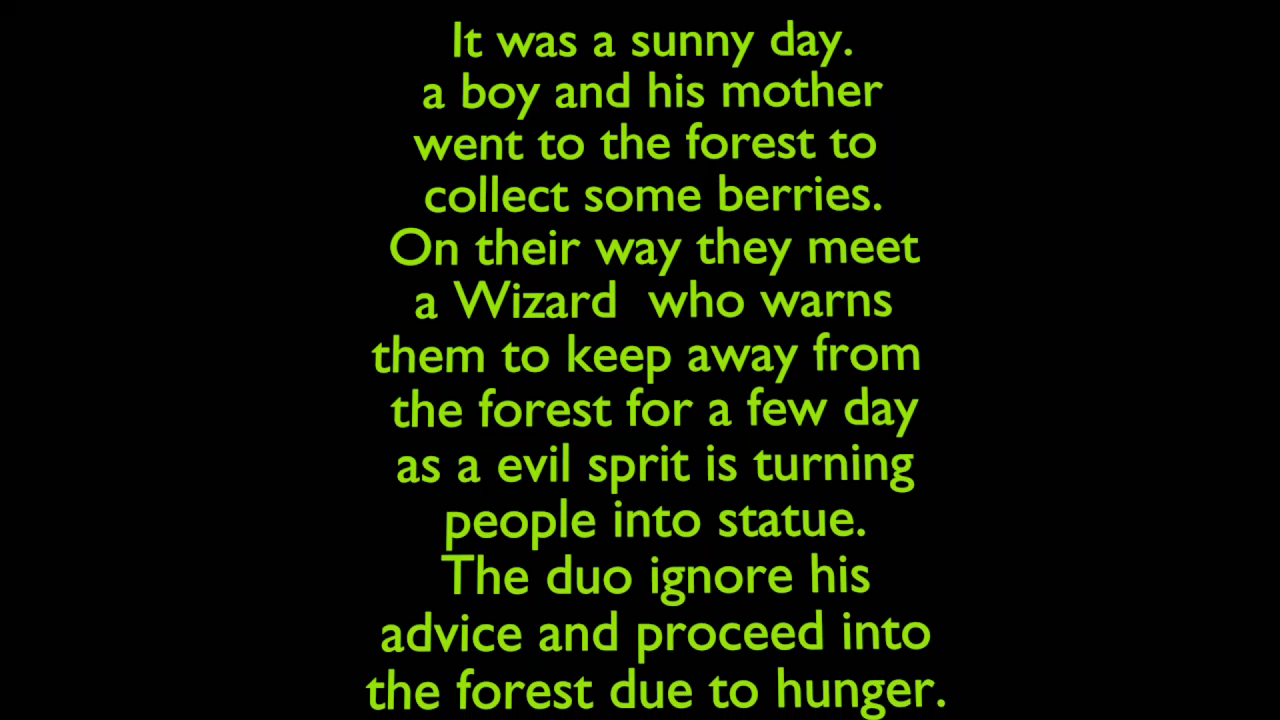 It was a sunny day.
a boy and his mother
went to the forest to
collect some berries.
On their way they meet
a Wizard  who warns
them to keep away from
the forest for a few day
as a evil sprit is turning
people into statue.
The duo ignore his
advice and proceed into
the forest due to hunger.